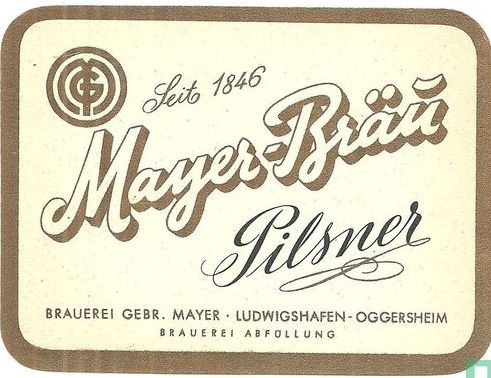 Seit 1846
Mayer-Bräu
Pilsner
BRAUEREI GEBR. MAYER · LUDWIGSHAFEN-OGGERSHEIM
BRAUEREI ABFÜLLUNG